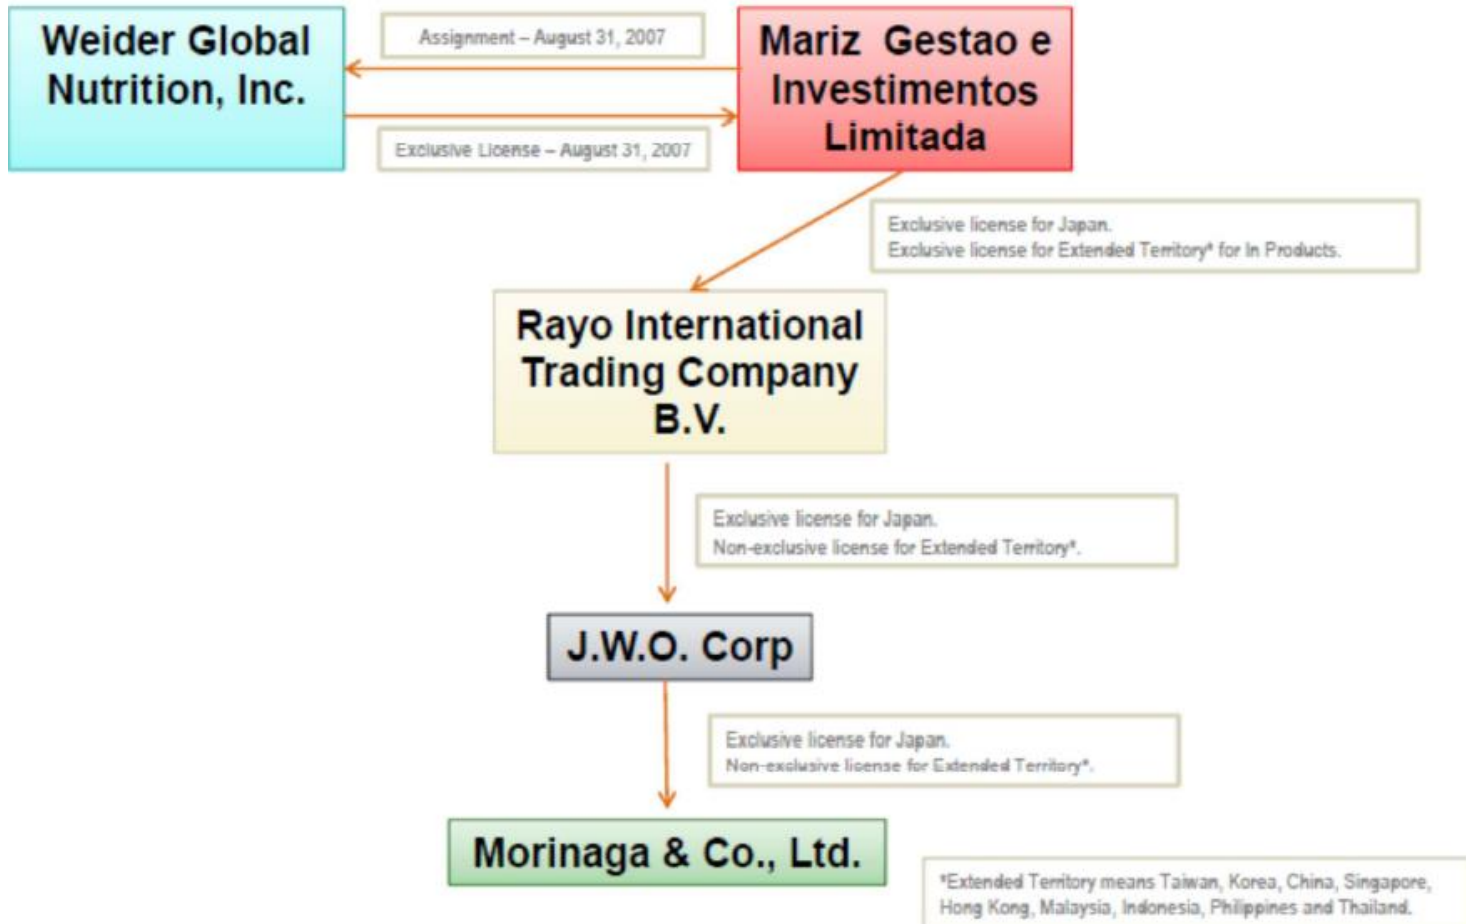 Weider Global
Nutrition, Inc.
Assignment – August 31, 2007
Exclusive License – August 31, 2007
Mariz Gestao e
Investimentos
Limitada
Exclusive license for Japan.
Exclusive license for Extended Territory* for In Products.
Rayo International
Trading Company
B.V.
Exclusive license for Japan.
Non-exclusive license for Extended Territory*.
J.W.O. Corp
Exclusive license for Japan.
Non-exclusive license for Extended Territory*.
Morinaga & Co., Ltd.
*Extended Territory means Taiwan, Korea, China, Singapore,
Hong Kong, Malaysia, Indonesia, Philippines and Thailand.